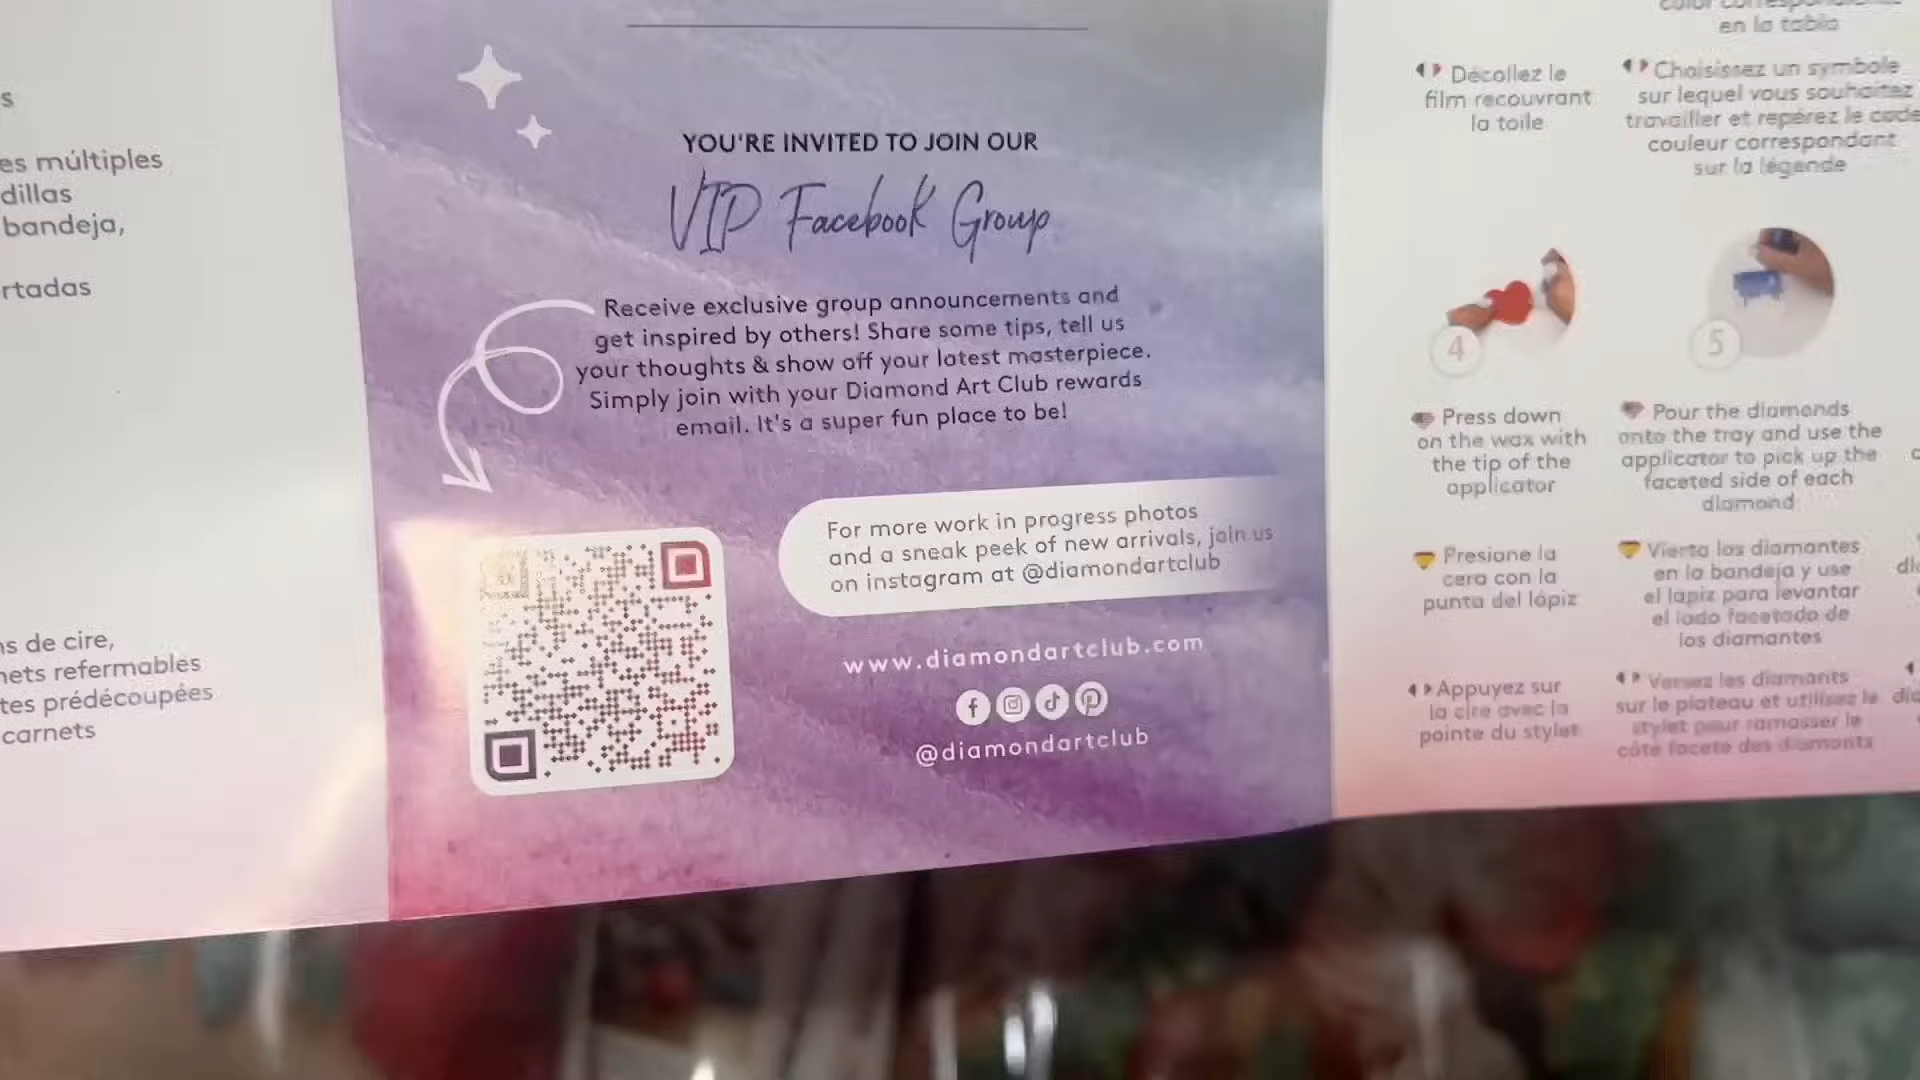 s
es múltiples
dillas
bandeja,
rtadas
ns de cire,
nets refermables
tes prédécoupées
carnets
YOU'RE INVITED TO JOIN OUR
VIP Facebook Group
Receive exclusive group announcements and
get inspired by others! Share some tips, tell us
your thoughts & show off your latest masterpiece.
Simply join with your Diamond Art Club rewards
email. It's a super fun place to be!
For more work in progress photos
and a sneak peek of new arrivals, join us
on instagram at @diamondartclub
www.diamondartclub.com
@diamondartclub
en la tabla
Décollez le
film recouvrant
la toile
Choisissez un symbole
sur lequel vous souhaitez
travailler et repérez le code
couleur correspondant
sur la légende
4
5
Press down
on the wax with
the tip of the
applicator
Pour the diamonds
onto the tray and use the
applicator to pick up the
faceted side of each
diamond
Presione la
cera con la
punta del lápiz
Vierta los diamantes
en la bandeja y use
el lapiz para levantar
el lado facetado de
los diamantes
Appuyez sur
la cire avec la
pointe du stylet
Versez les diamants
sur le plateau et utilisez le
stylet pour ramasser le
côté faceté des diamants